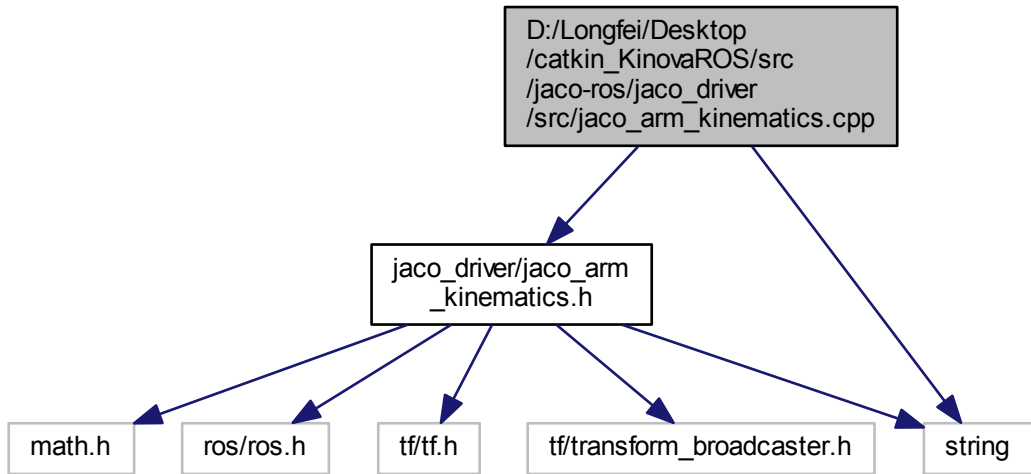 D:/Longfei/Desktop
/catkin_KinovaROS/src
/jaco-ros/jaco_driver
/src/jaco_arm_kinematics.cpp
jaco_driver/jaco_arm
_kinematics.h
math.h
ros/ros.h
tf/tf.h
tf/transform_broadcaster.h
string